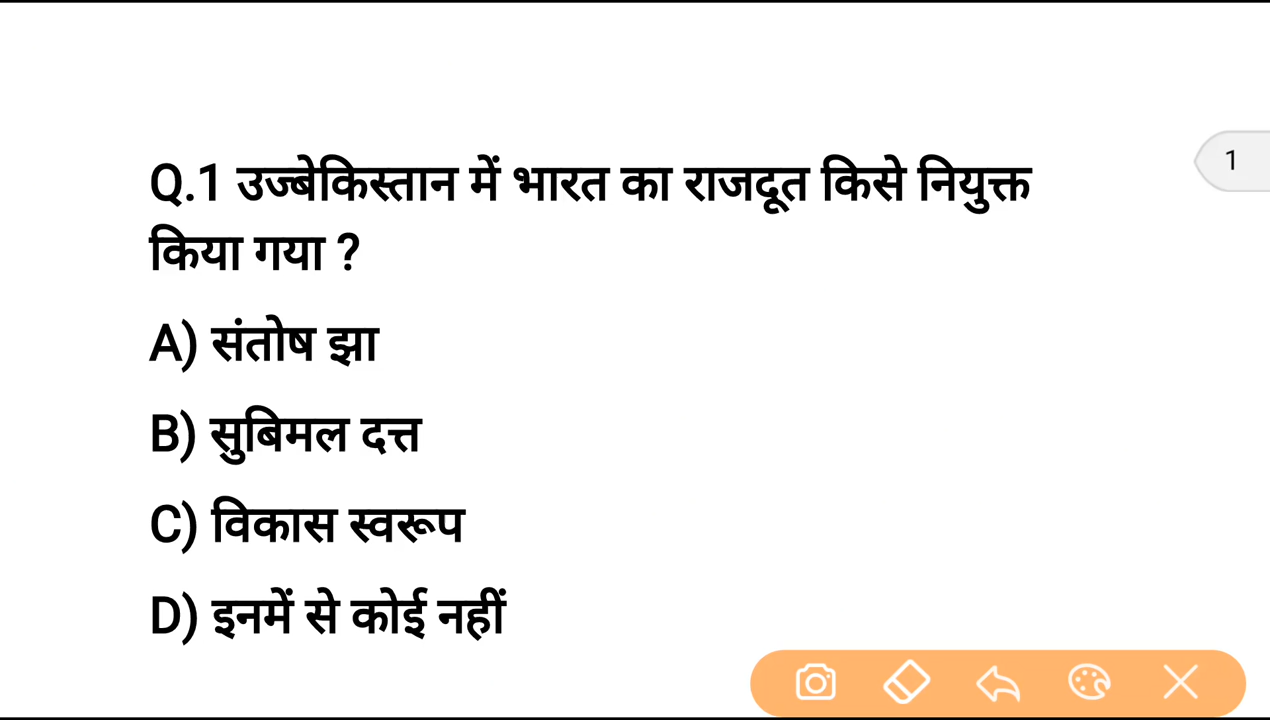 Q.1 उज्बेकिस्तान में भारत का राजदूत किसे नियुक्त
किया गया ?
1
A) संतोष झा
B) सुबिमल दत्त
C) विकास स्वरूप
D) इनमें से कोई नहीं